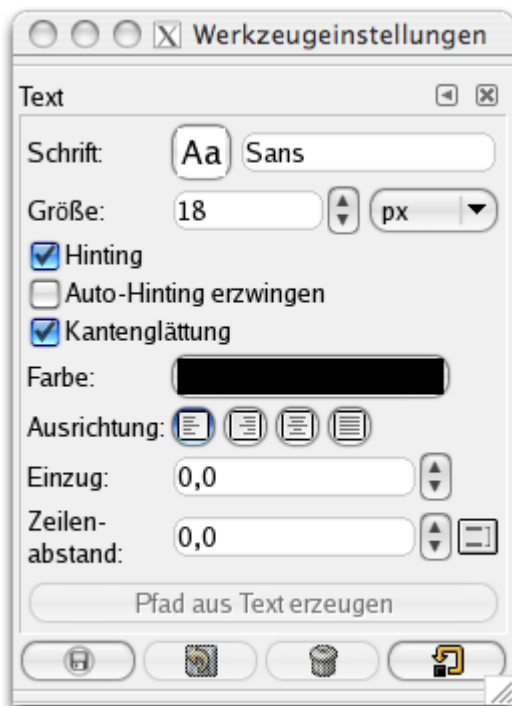 Werkzeugeinstellungen
Text
Schrift: Aa Sans
Größe: 18 px
Hinting
Auto-Hinting erzwingen
Kantenglättung
Farbe:
Ausrichtung:
Einzug: 0,0
Zeilen-
abstand: 0,0
Pfad aus Text erzeugen